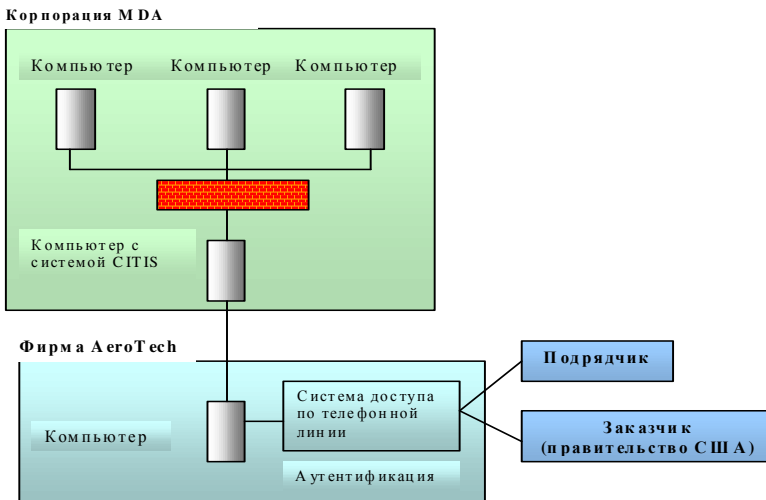 Корпорация MDA
Компьютер Компьютер Компьютер
Компьютер с
системой CITIS
Фирма AeroTech
Компьютер
Система доступа
по телефонной
линии
Аутентификация
Подрядчик
Заказчик
(правительство США)